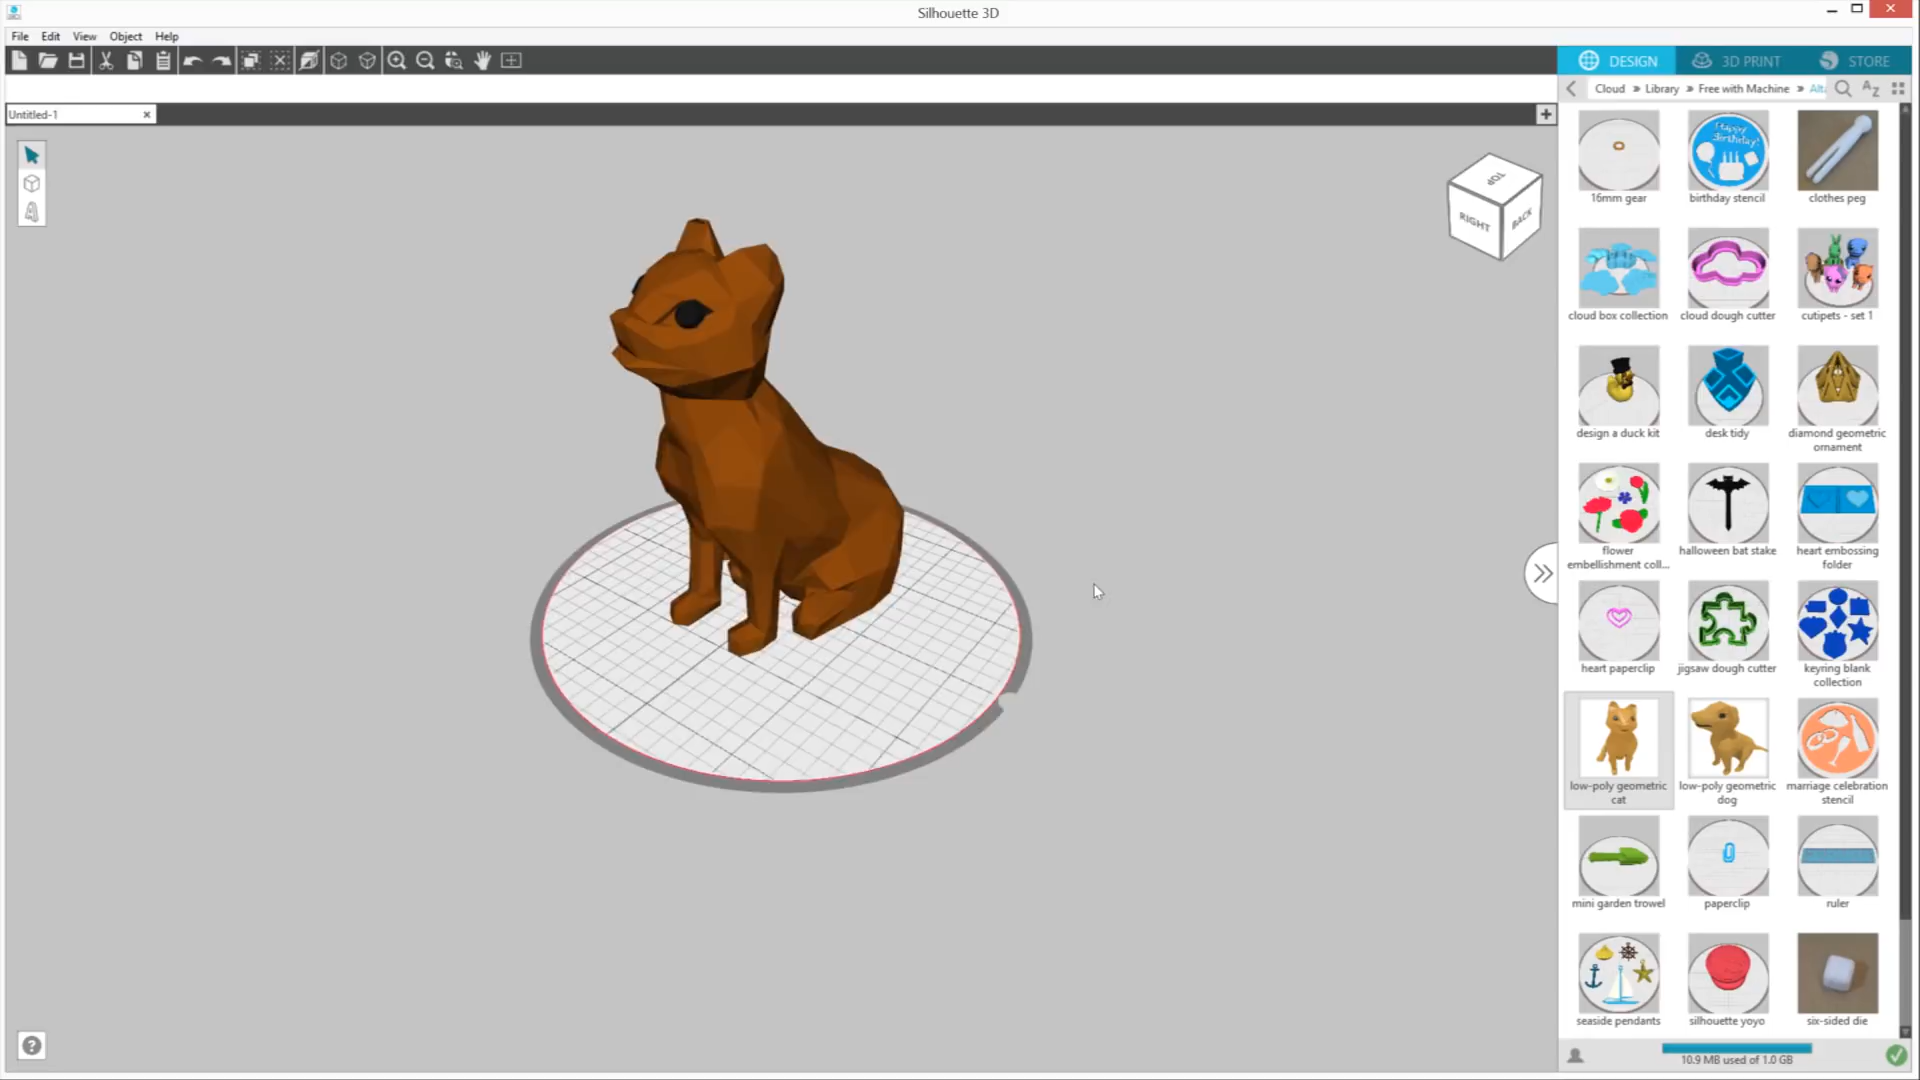 Silhouette 3D
File Edit View Object Help
DESIGN 3D PRINT STORE
Cloud » Library » Free with Machine » Alta
Untitled-1
TOP
RIGHT BACK
16mm gear
birthday stencil
clothes peg
cloud box collection
cloud dough cutter
cutipets - set 1
design a duck kit
desk tidy
diamond geometric
ornament
flower
embellishment coll...
halloween bat stake
heart embossing
folder
heart paperclip
jigsaw dough cutter
keyring blank
collection
low-poly geometric
cat
low-poly geometric
dog
marriage celebration
stencil
mini garden trowel
paperclip
ruler
seaside pendants
silhouette yoyo
six-sided die
Happy
Birthday!
10.9 MB used of 1.0 GB